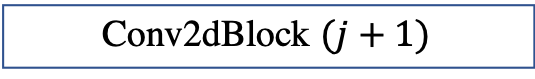 Conv2dBlock (𝑗 + 1)